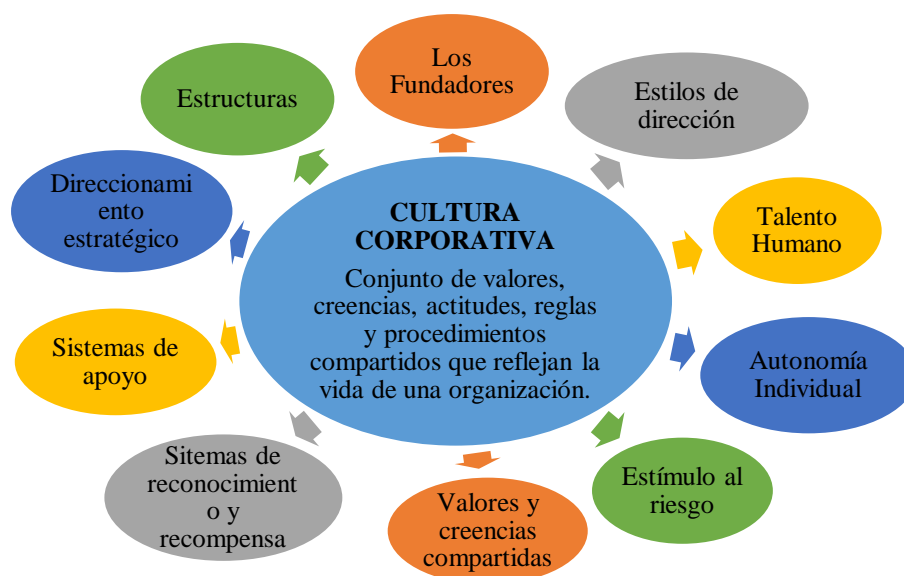 Los
Fundadores
Estilos de
dirección
Talento
Humano
Autonomía
Individual
Estímulo al
riesgo
Valores y
creencias
compartidas
Sitemas de
reconocimient
o y
recompensa
Sistemas de
apoyo
Direccionami
ento
estratégico
Estructuras
CULTURA
CORPORATIVA
Conjunto de valores,
creencias, actitudes, reglas
y procedimientos
compartidos que reflejan la
vida de una organización.